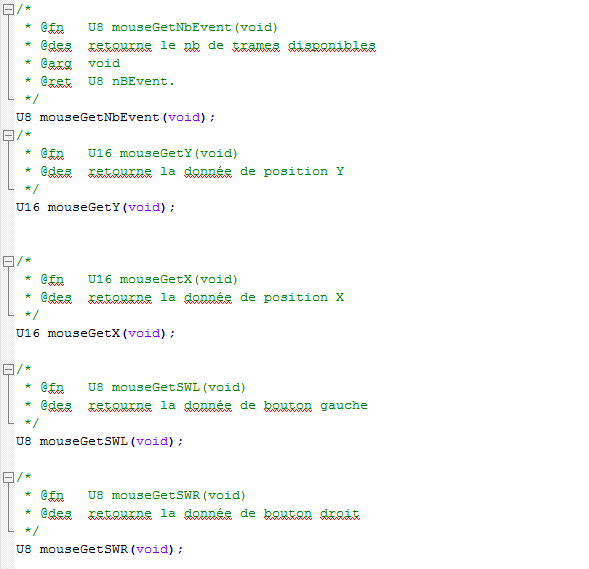 /*
 * @fn   U8 mouseGetNbEvent(void)
 * @des  retourne le nb de trames disponibles
 * @arg  void
 * @ret  U8 nBEvent.
 */
U8 mouseGetNbEvent(void);
/*
 * @fn   U16 mouseGetY(void)
 * @des  retourne la donnée de position Y
 */
U16 mouseGetY(void);
/*
 * @fn   U16 mouseGetX(void)
 * @des  retourne la donnée de position X
 */
U16 mouseGetX(void);
/*
 * @fn   U8 mouseGetSWL(void)
 * @des  retourne la donnée de bouton gauche
 */
U8 mouseGetSWL(void);
/*
 * @fn   U8 mouseGetSWR(void)
 * @des  retourne la donnée de bouton droit
 */
U8 mouseGetSWR(void);